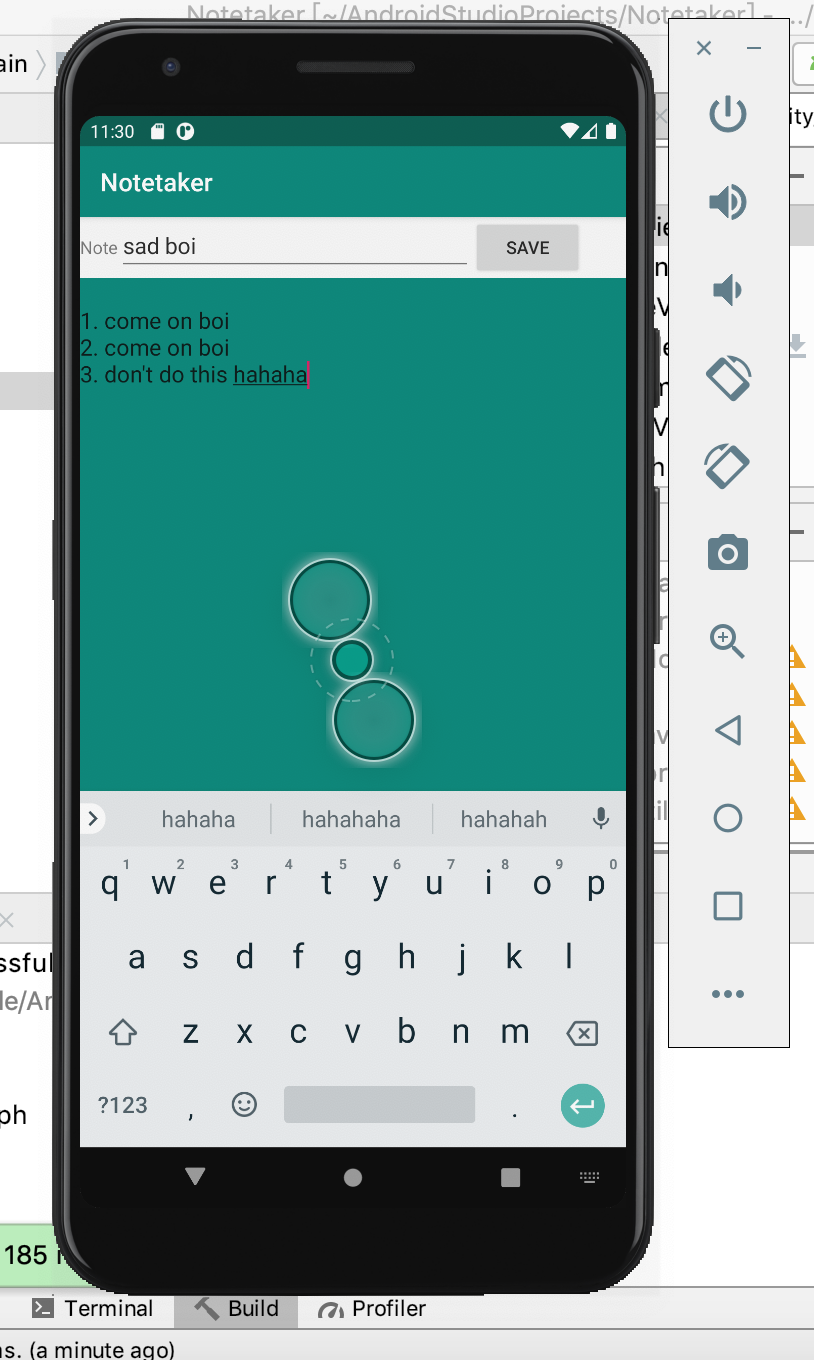 Notetaker [~/AndroidStudioProjects/Notetaker] - .../
ain
11:30
Notetaker
Note sad boi SAVE
1. come on boi
2. come on boi
3. don't do this hahaha
hahaha hahahaha hahahah
1 2 3 4 5 6 7 8 9 0
q w e r t y u i o p
a s d f g h j k l
z x c v b n m
?123 , .
ssful
le/Ar
ph
185
Terminal Build Profiler
ns. (a minute ago)